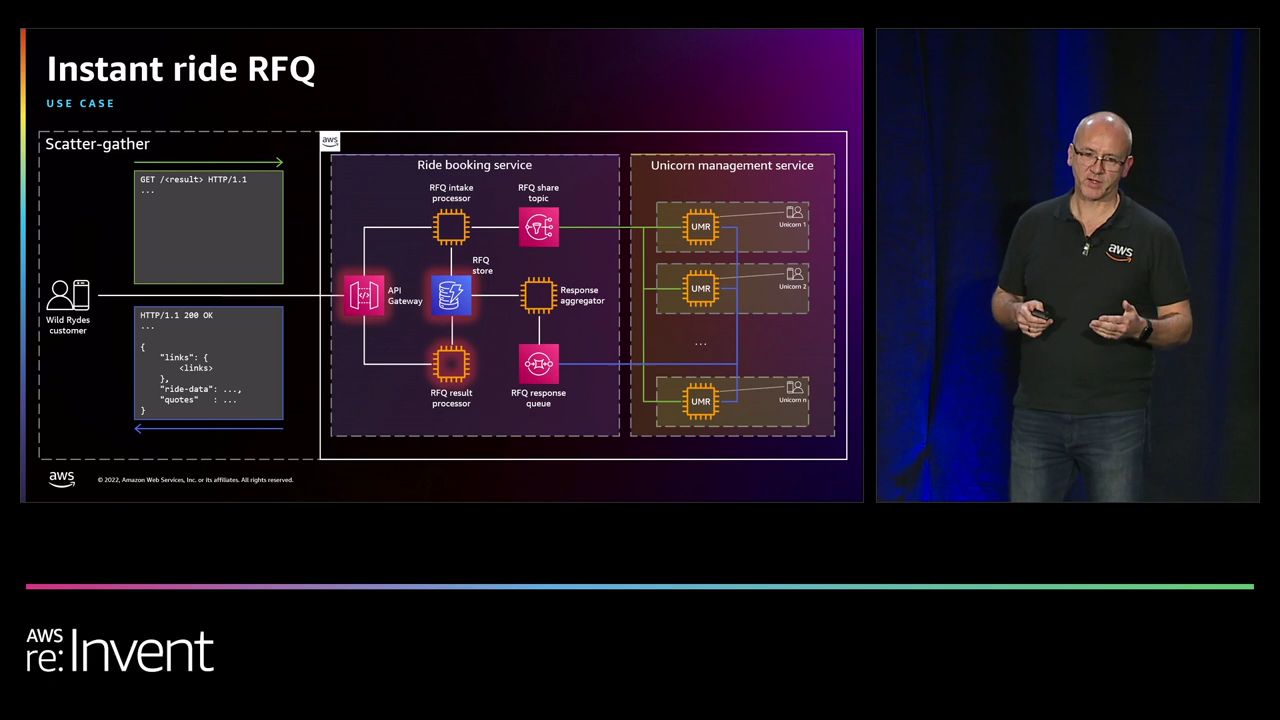 Instant ride RFQ
USE CASE
Scatter-gather
GET /<result> HTTP/1.1
...
HTTP/1.1 200 OK
...
{
"links": {
<links>
},
"ride-data": ...,
"quotes" : ...
}
Wild Rydes
customer
aws
Ride booking service
RFQ intake
processor
RFQ share
topic
RFQ
store
API
Gateway
Response
aggregator
RFQ result
processor
RFQ response
queue
Unicorn management service
UMR
Unicorn 1
UMR
Unicorn 2
...
UMR
Unicorn n
aws
© 2022, Amazon Web Services, Inc. or its affiliates. All rights reserved.
aws
AWS
re:Invent